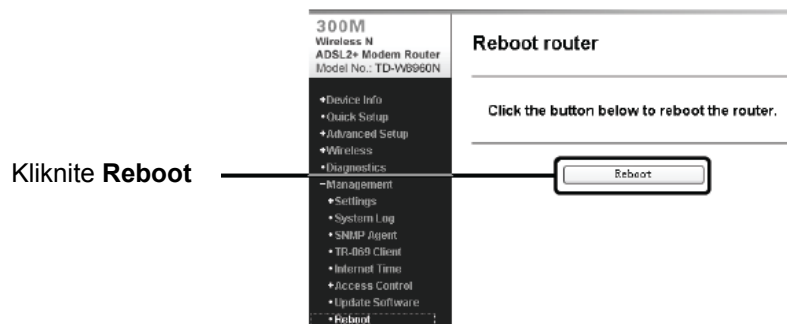 300M
Wireless N
ADSL2+ Modem Router
Model No.: TD-W8960N
+Device Info
•Quick Setup
+Advanced Setup
+Wireless
•Diagnostics
−Management
+Settings
•System Log
•SNMP Agent
•TR-069 Client
•Internet Time
+Access Control
•Update Software
•Reboot
Reboot router
Click the button below to reboot the router.
Reboot
Kliknite Reboot